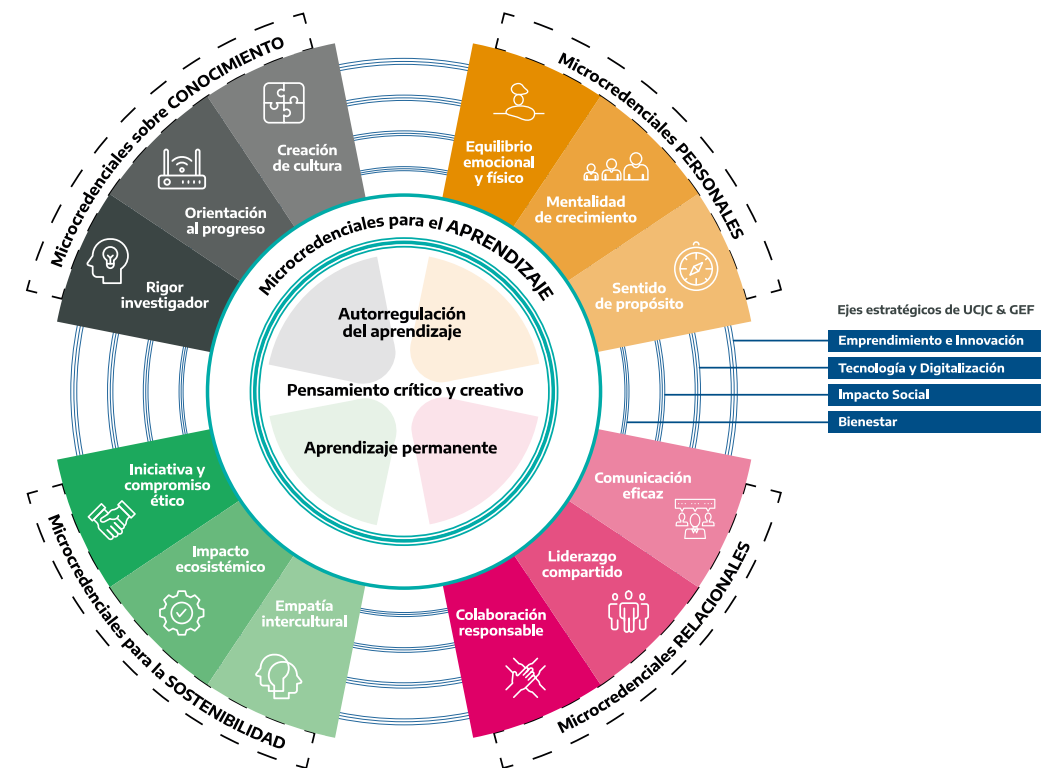 Microcredenciales sobre CONOCIMIENTO
Creación
de cultura
Orientación
al progreso
Rigor
investigador
Microcredenciales PERSONALES
Equilibrio
emocional
y físico
Mentalidad
de crecimiento
Sentido
de propósito
Microcredenciales para el APRENDIZAJE
Autorregulación
del aprendizaje
Pensamiento crítico y creativo
Aprendizaje permanente
Ejes estratégicos de UCJC & GEF
Emprendimiento e Innovación
Tecnología y Digitalización
Impacto Social
Bienestar
Iniciativa y
compromiso
ético
Impacto
ecosistémico
Empatía
intercultural
Microcredenciales para la SOSTENIBILIDAD
Comunicación
eficaz
Liderazgo
compartido
Colaboración
responsable
Microcredenciales RELACIONALES